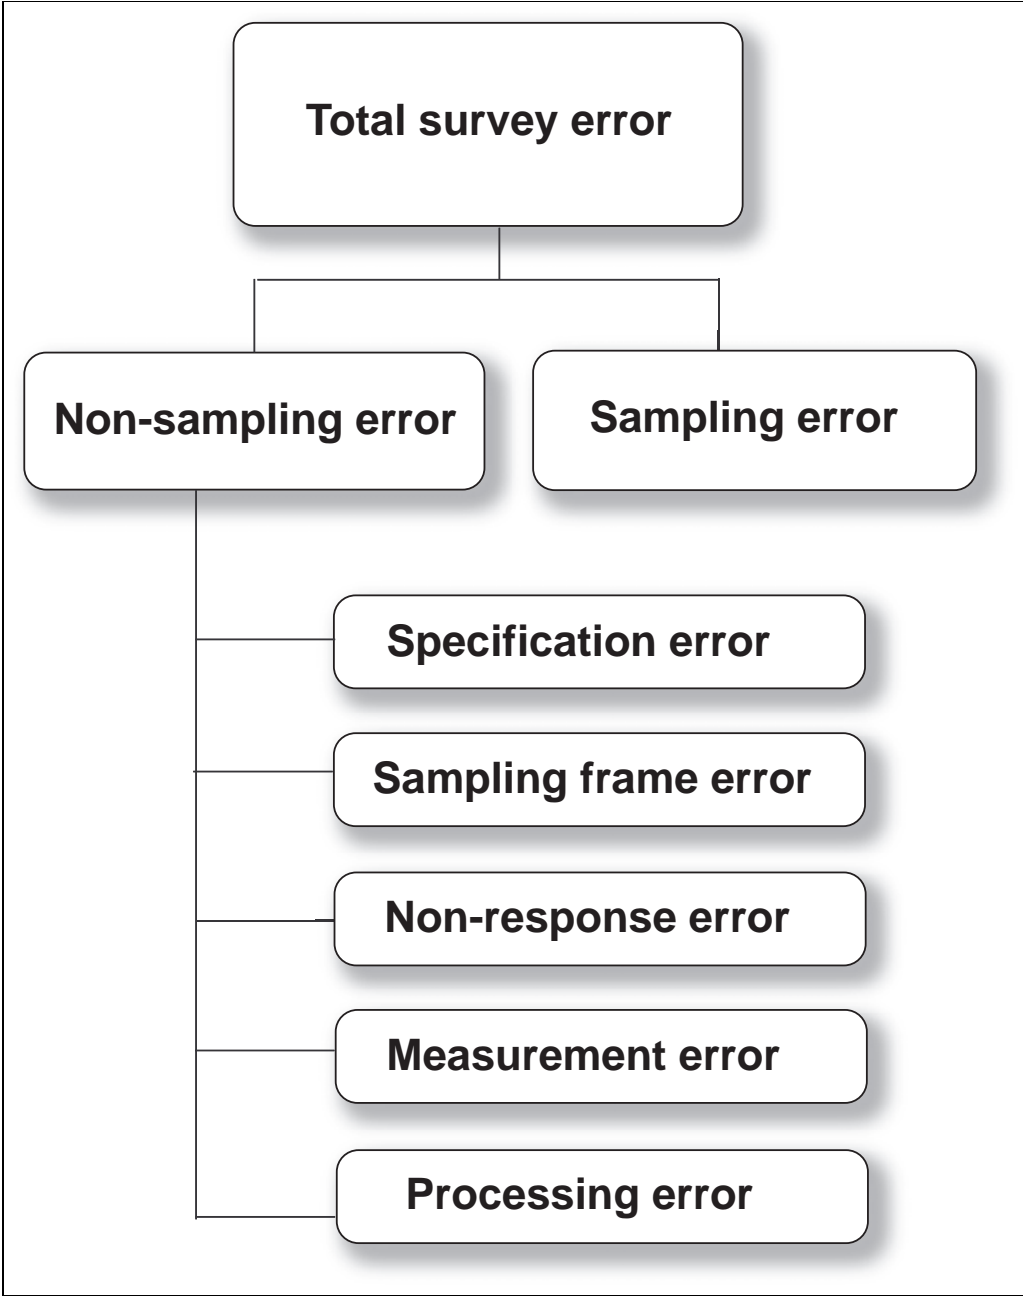 Total survey error
Non-sampling error
Sampling error
Specification error
Sampling frame error
Non-response error
Measurement error
Processing error